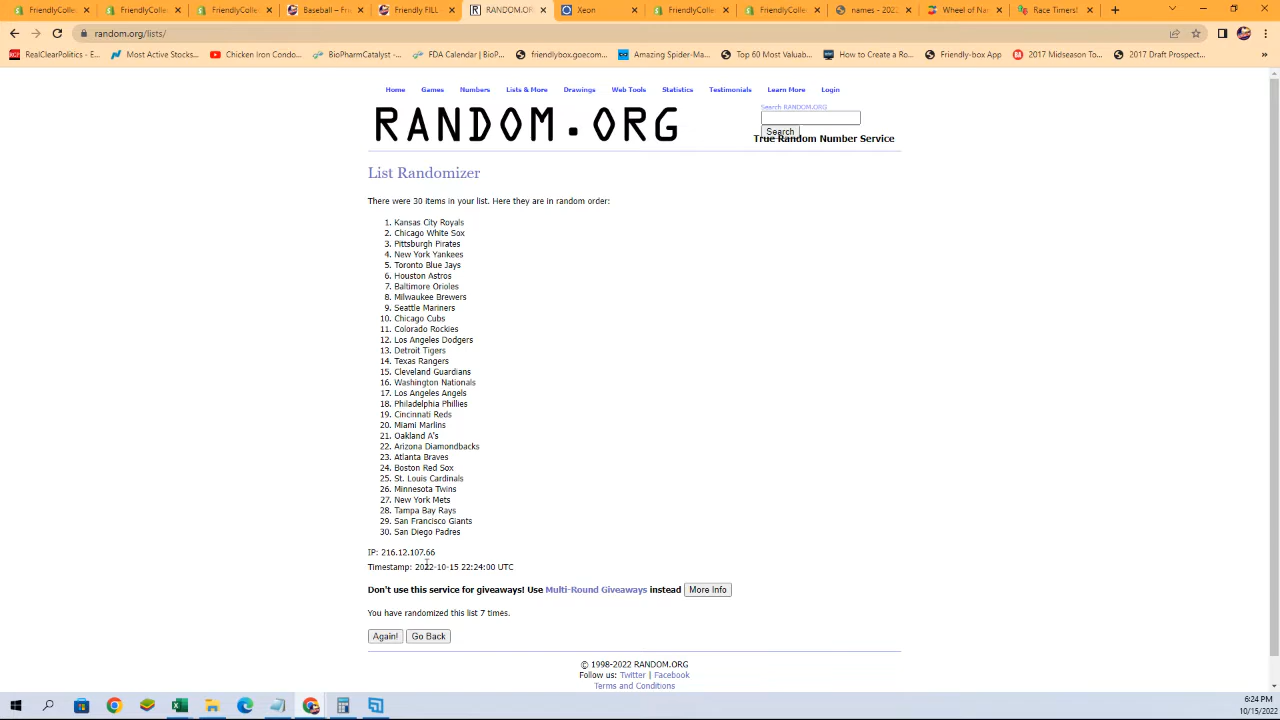 FriendlyColle
FriendlyColle
FriendlyColle
Baseball – Fr
Friendly FILL
RANDOM.OR
Xeon
FriendlyColle
FriendlyColle
names - 202
Wheel of Na
Race Times!
random.org/lists/
RealClearPolitics - E...
Most Active Stocks...
Chicken Iron Condo...
BioPharmCatalyst -...
FDA Calendar | BioP...
friendlybox.goecom...
Amazing Spider-Ma...
Top 60 Most Valuab...
How to Create a Ro...
Friendly-box App
2017 Midseason To...
2017 Draft Prospect...
Home Games Numbers Lists & More Drawings Web Tools Statistics Testimonials Learn More Login
RANDOM.ORG
Search RANDOM.ORG
Search
True Random Number Service
List Randomizer
There were 30 items in your list. Here they are in random order:
1. Kansas City Royals
2. Chicago White Sox
3. Pittsburgh Pirates
4. New York Yankees
5. Toronto Blue Jays
6. Houston Astros
7. Baltimore Orioles
8. Milwaukee Brewers
9. Seattle Mariners
10. Chicago Cubs
11. Colorado Rockies
12. Los Angeles Dodgers
13. Detroit Tigers
14. Texas Rangers
15. Cleveland Guardians
16. Washington Nationals
17. Los Angeles Angels
18. Philadelphia Phillies
19. Cincinnati Reds
20. Miami Marlins
21. Oakland A's
22. Arizona Diamondbacks
23. Atlanta Braves
24. Boston Red Sox
25. St. Louis Cardinals
26. Minnesota Twins
27. New York Mets
28. Tampa Bay Rays
29. San Francisco Giants
30. San Diego Padres
IP: 216.12.107.66
Timestamp: 2022-10-15 22:24:00 UTC
Don't use this service for giveaways! Use Multi-Round Giveaways instead More Info
You have randomized this list 7 times.
Again! Go Back
© 1998-2022 RANDOM.ORG
Follow us: Twitter | Facebook
Terms and Conditions
6:24 PM
10/15/2022